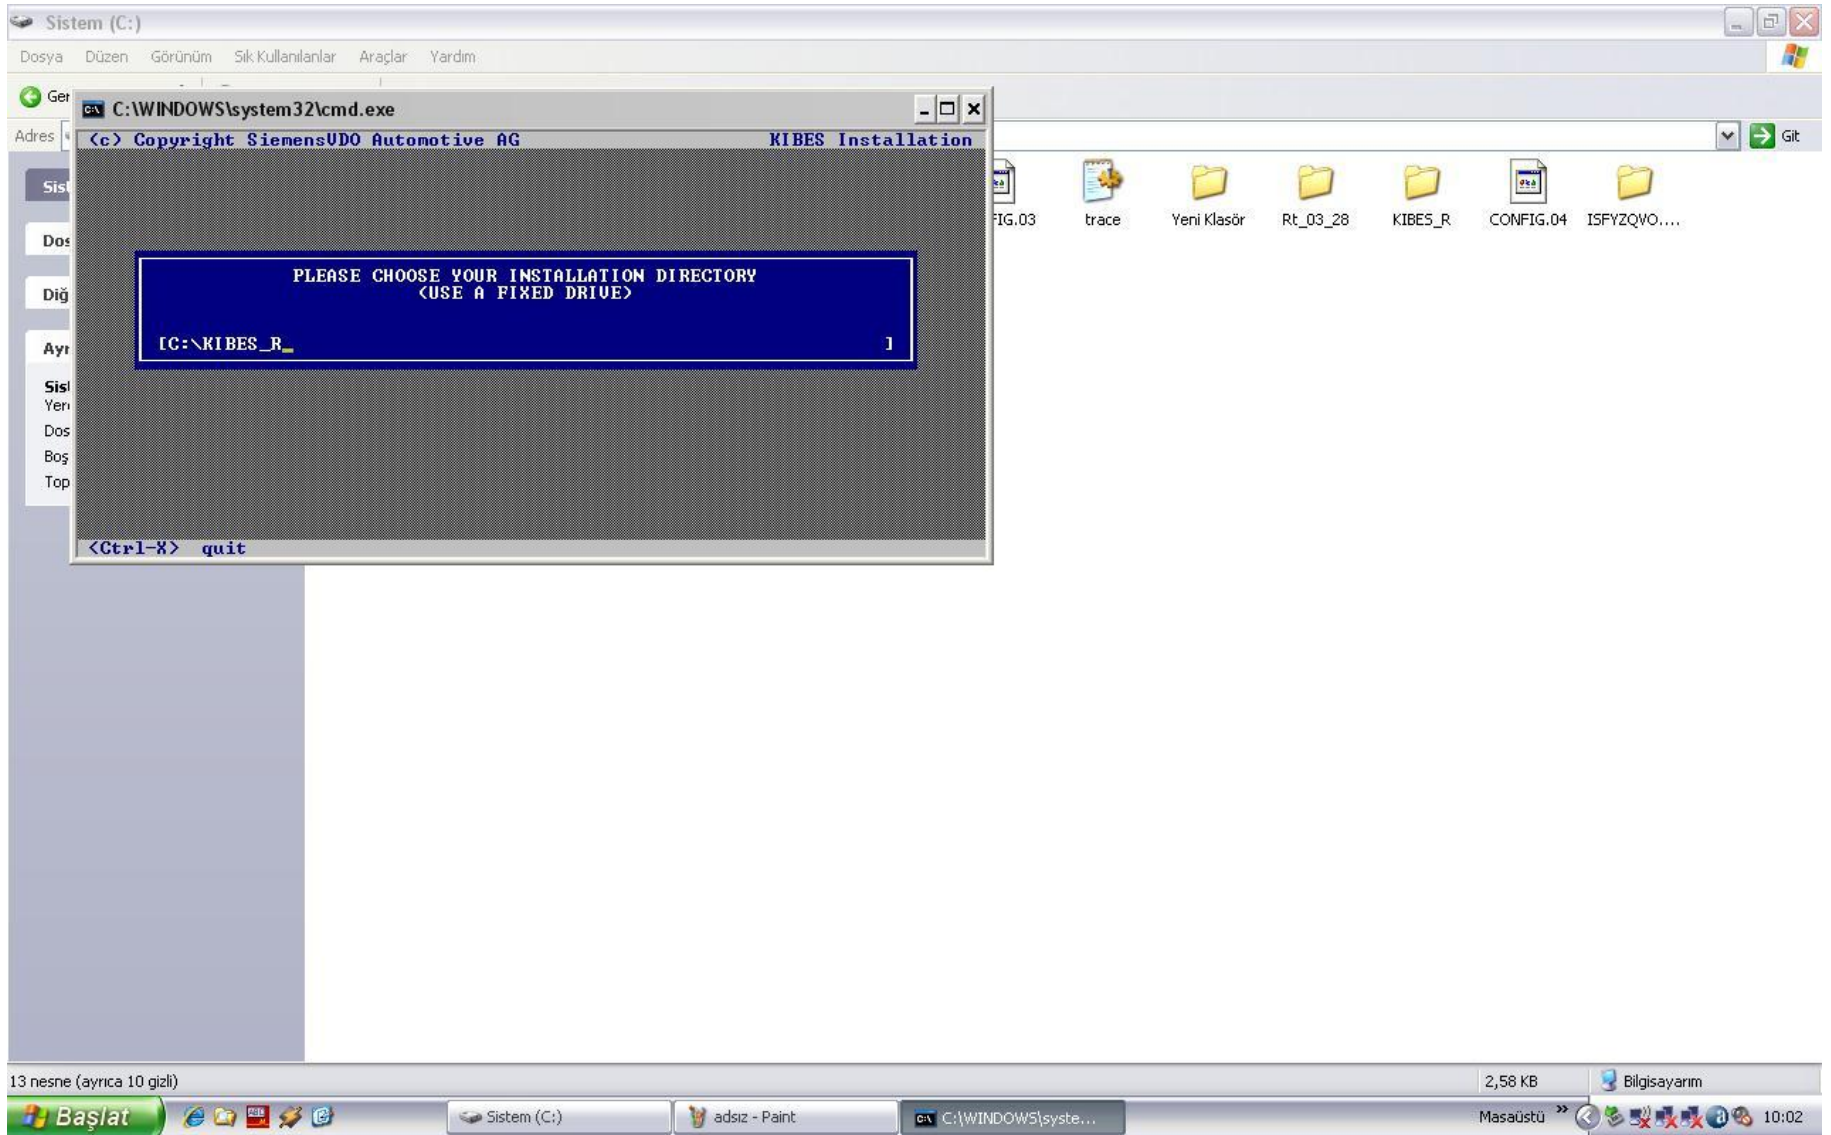 Sistem (C:)
Dosya Düzen Görünüm Sık Kullanılanlar Araçlar Yardım
C:\WINDOWS\system32\cmd.exe
Adres
Git
(c) Copyright SiemensVDO Automotive AG KIBES Installation
PLEASE CHOOSE YOUR INSTALLATION DIRECTORY
(USE A FIXED DRIVE)
[C:\KIBES_R_ ]
<Ctrl-X> quit
FIG.03 trace Yeni Klasör Rt_03_28 KIBES_R CONFIG.04 ISFYZQVO....
Ger
Sist
Dos
Diğ
Ayr
Sist
Yere
Dos
Boş
Top
13 nesne (ayrıca 10 gizli) 2,58 KB Bilgisayarım
Başlat Sistem (C:) adsız - Paint C:\WINDOWS\syste... Masaüstü » 10:02